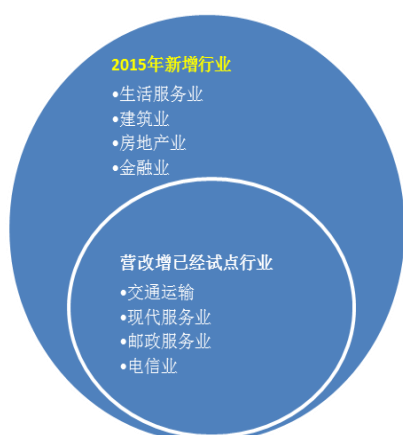 2015年新增行业
•生活服务业
•建筑业
•房地产业
•金融业
营改增已经试点行业
•交通运输
•现代服务业
•邮政服务业
•电信业